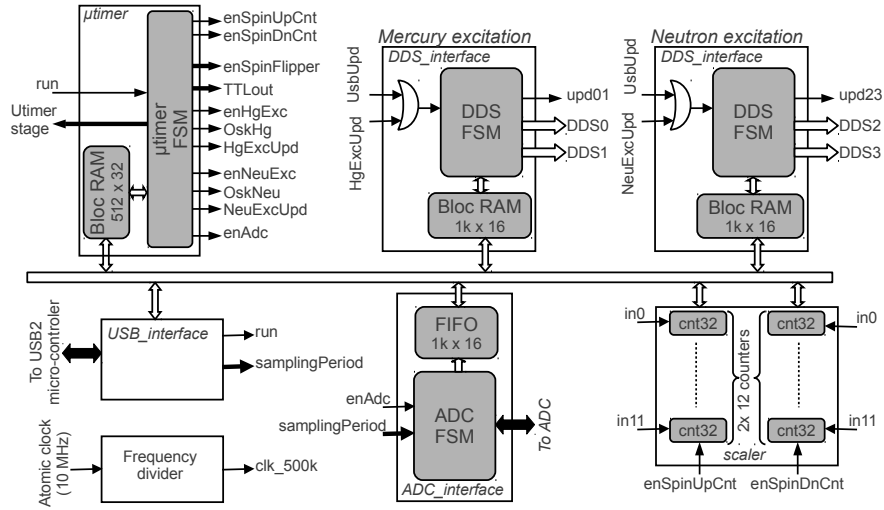 μtimer
run
Utimer
stage
μtimer
FSM
Bloc RAM
512 x 32
enSpinUpCnt
enSpinDnCnt
enSpinFlipper
TTLout
enHgExc
OskHg
HgExcUpd
enNeuExc
OskNeu
NeuExcUpd
enAdc
Mercury excitation
DDS_interface
UsbUpd
HgExcUpd
DDS
FSM
upd01
DDS0
DDS1
Bloc RAM
1k x 16
Neutron excitation
DDS_interface
UsbUpd
NeuExcUpd
DDS
FSM
upd23
DDS2
DDS3
Bloc RAM
1k x 16
To USB2
micro-controler
USB_interface
run
samplingPeriod
Atomic clock
(10 MHz)
Frequency
divider
clk_500k
FIFO
1k x 16
enAdc
samplingPeriod
ADC
FSM
To ADC
ADC_interface
in0
cnt32
cnt32
in0
2x 12 counters
in11
cnt32
cnt32
in11
scaler
enSpinUpCnt
enSpinDnCnt